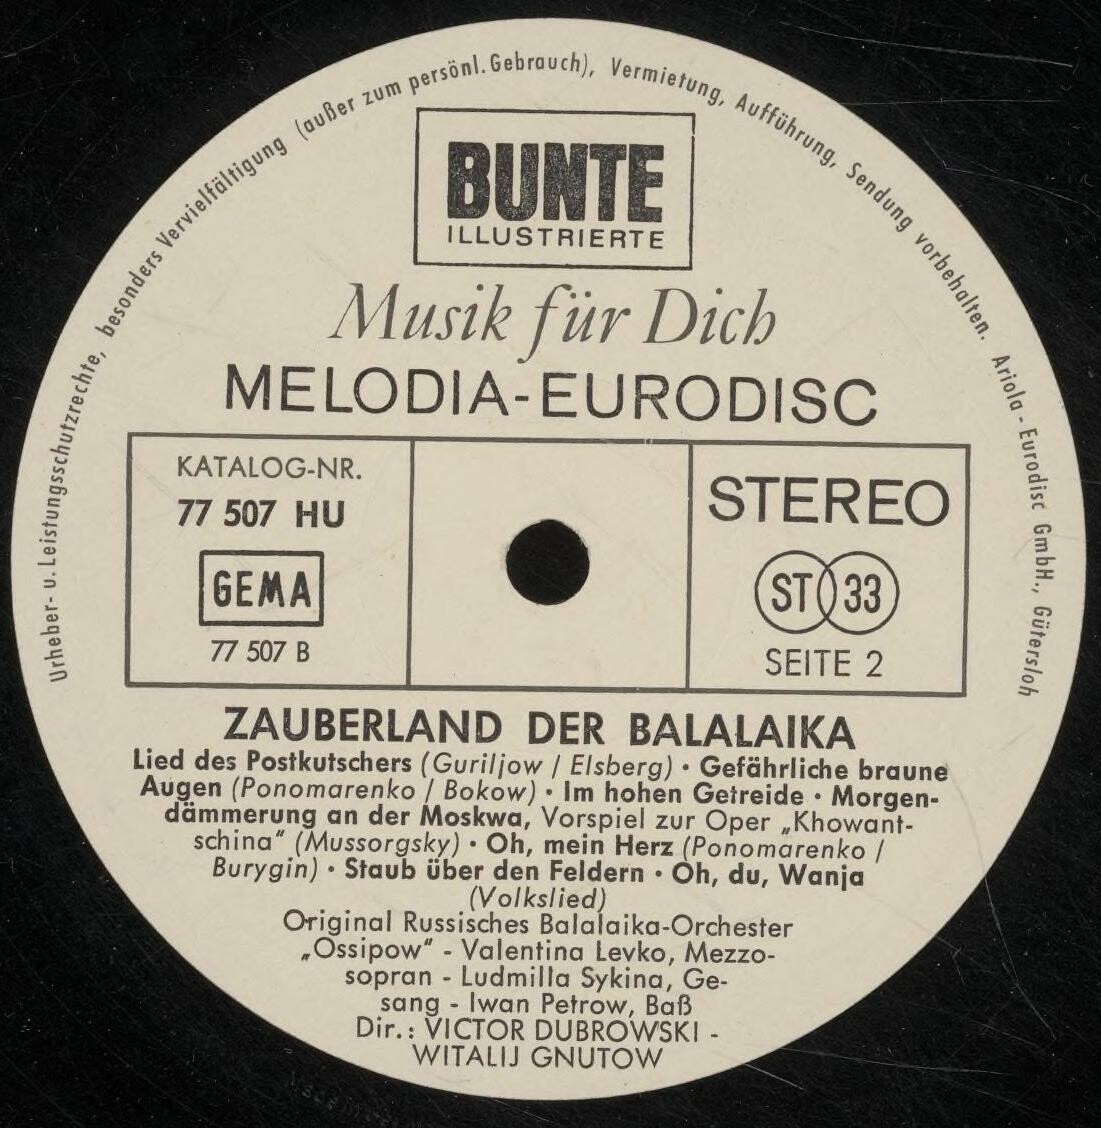 Urheber- u. Leistungsschutzrechte, besonders Vervielfältigung (außer zum persönl. Gebrauch), Vermietung, Aufführung, Sendung vorbehalten. Ariola-Eurodisc GmbH., Gütersloh
BUNTE
ILLUSTRIERTE
Musik für Dich
MELODIA-EURODISC
KATALOG-NR.
77 507 HU
GEMA
77 507 B
STEREO
ST 33
SEITE 2
ZAUBERLAND DER BALALAIKA
Lied des Postkutschers (Guriljow / Elsberg) · Gefährliche braune
Augen (Ponomarenko / Bokow) · Im hohen Getreide · Morgen-
dämmerung an der Moskwa, Vorspiel zur Oper „Khowant-
schina" (Mussorgsky) · Oh, mein Herz (Ponomarenko /
Burygin) · Staub über den Feldern · Oh, du, Wanja
(Volkslied)
Original Russisches Balalaika-Orchester
„Ossipow" - Valentina Levko, Mezzo-
sopran - Ludmilla Sykina, Ge-
sang - Iwan Petrow, Baß
Dir.: VICTOR DUBROWSKI -
WITALIJ GNUTOW